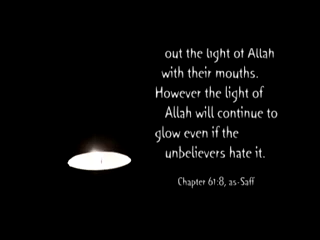 out the light of Allah
with their mouths.
However the light of
Allah will continue to
glow even if the
unbelievers hate it.
Chapter 61:8, as-Saff